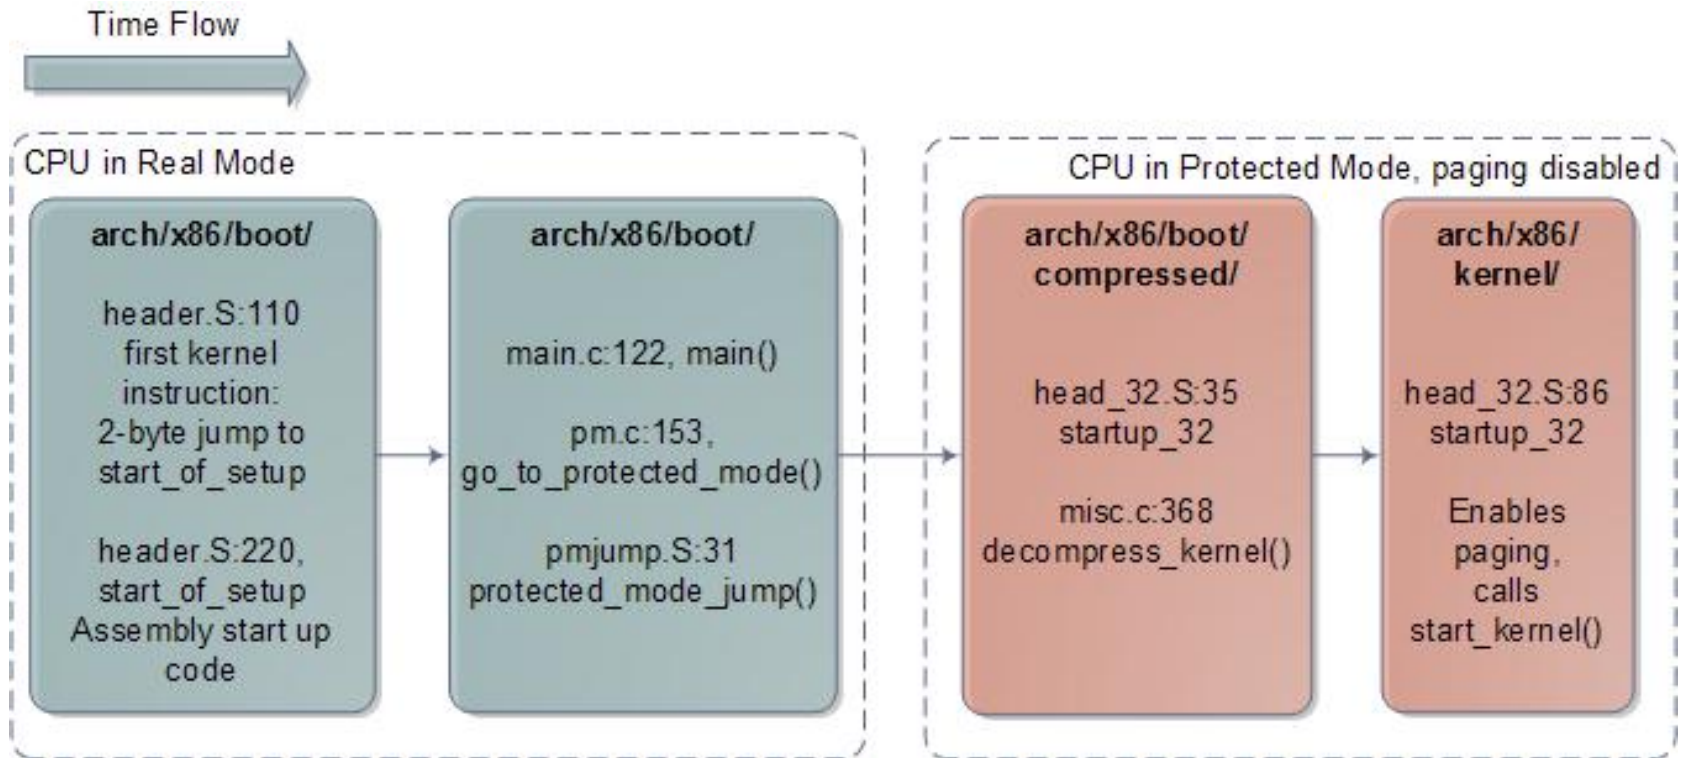 Time Flow
CPU in Real Mode
arch/x86/boot/
header.S:110
first kernel
instruction:
2-byte jump to
start_of_setup
header.S:220,
start_of_setup
Assembly start up
code
arch/x86/boot/
main.c:122, main()
pm.c:153,
go_to_protected_mode()
pmjump.S:31
protected_mode_jump()
CPU in Protected Mode, paging disabled
arch/x86/boot/
compressed/
head_32.S:35
startup_32
misc.c:368
decompress_kernel()
arch/x86/
kernel/
head_32.S:86
startup_32
Enables
paging,
calls
start_kernel()